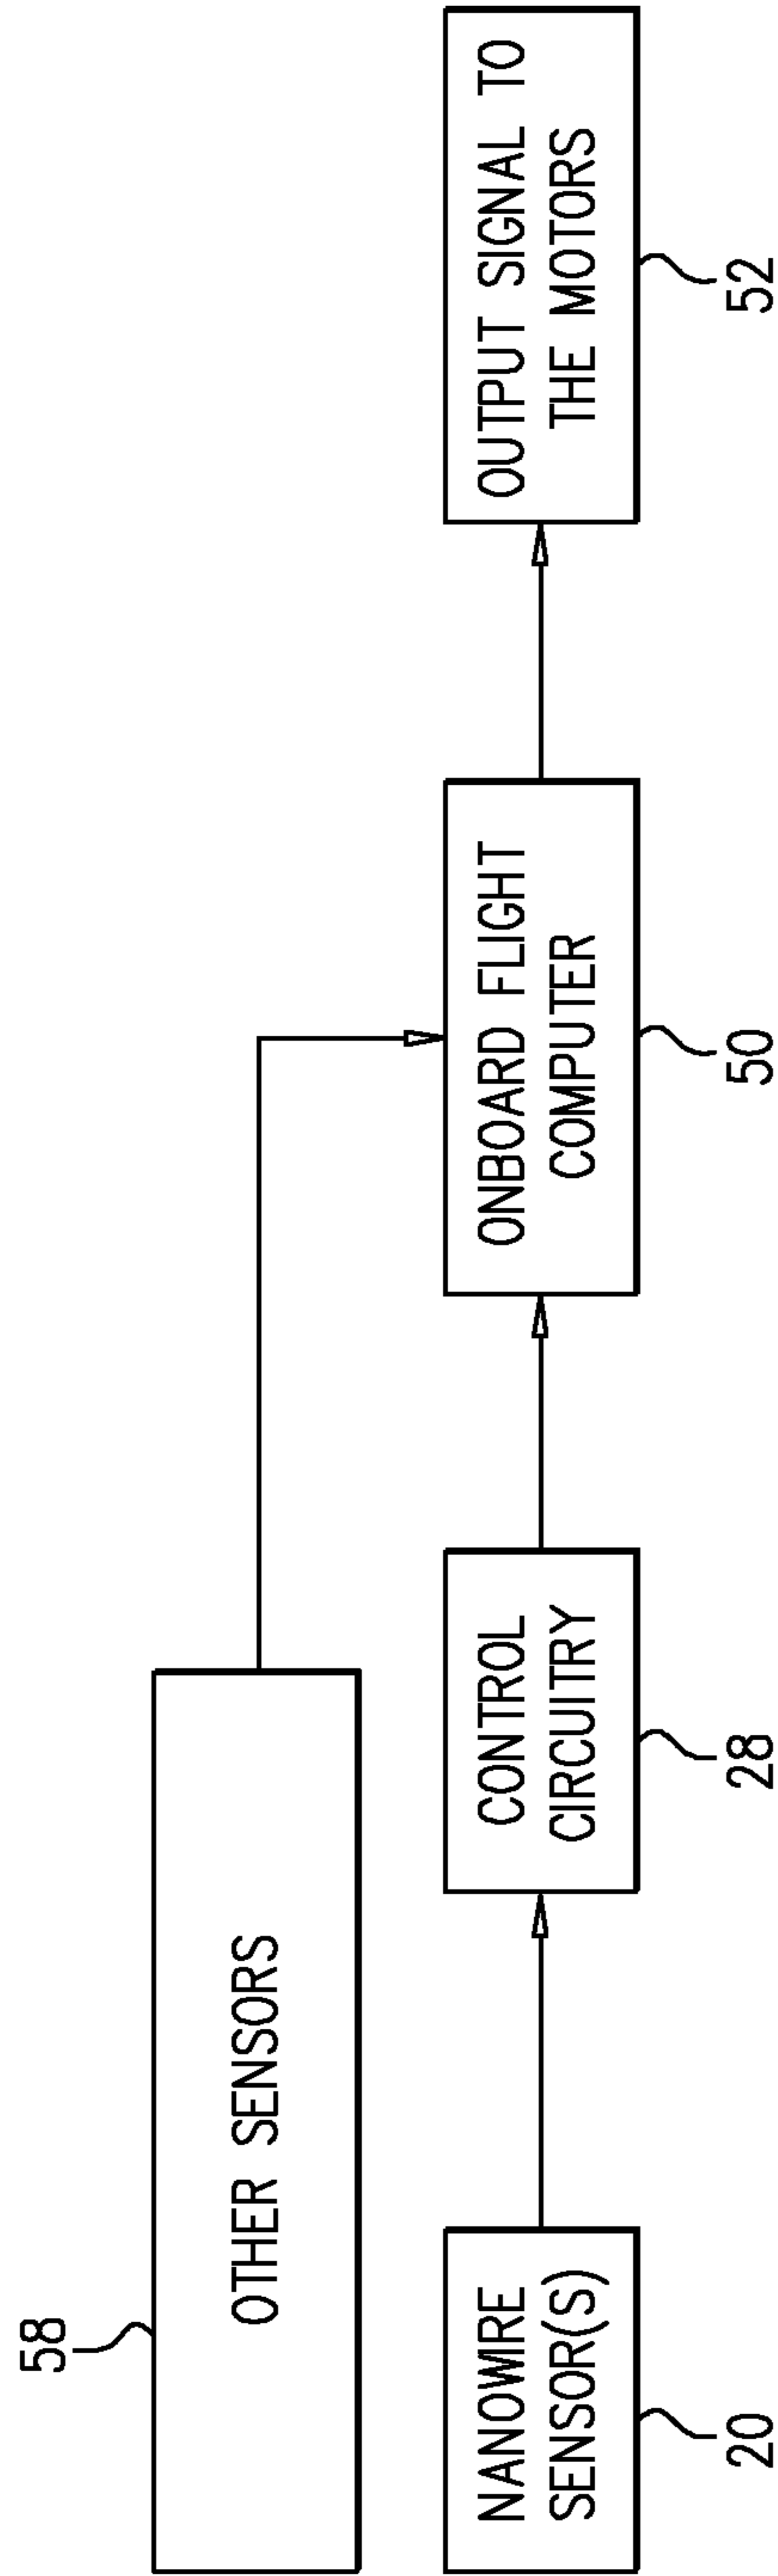 58
OTHER SENSORS
NANOWIRE
SENSOR(S)
20
CONTROL
CIRCUITRY
28
ONBOARD FLIGHT
COMPUTER
50
OUTPUT SIGNAL TO
THE MOTORS
52